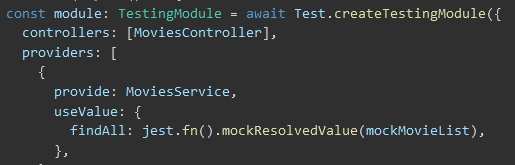 const module: TestingModule = await Test.createTestingModule({
controllers: [MoviesController],
providers: [
{
provide: MoviesService,
useValue: {
findAll: jest.fn().mockResolvedValue(mockMovieList),
},